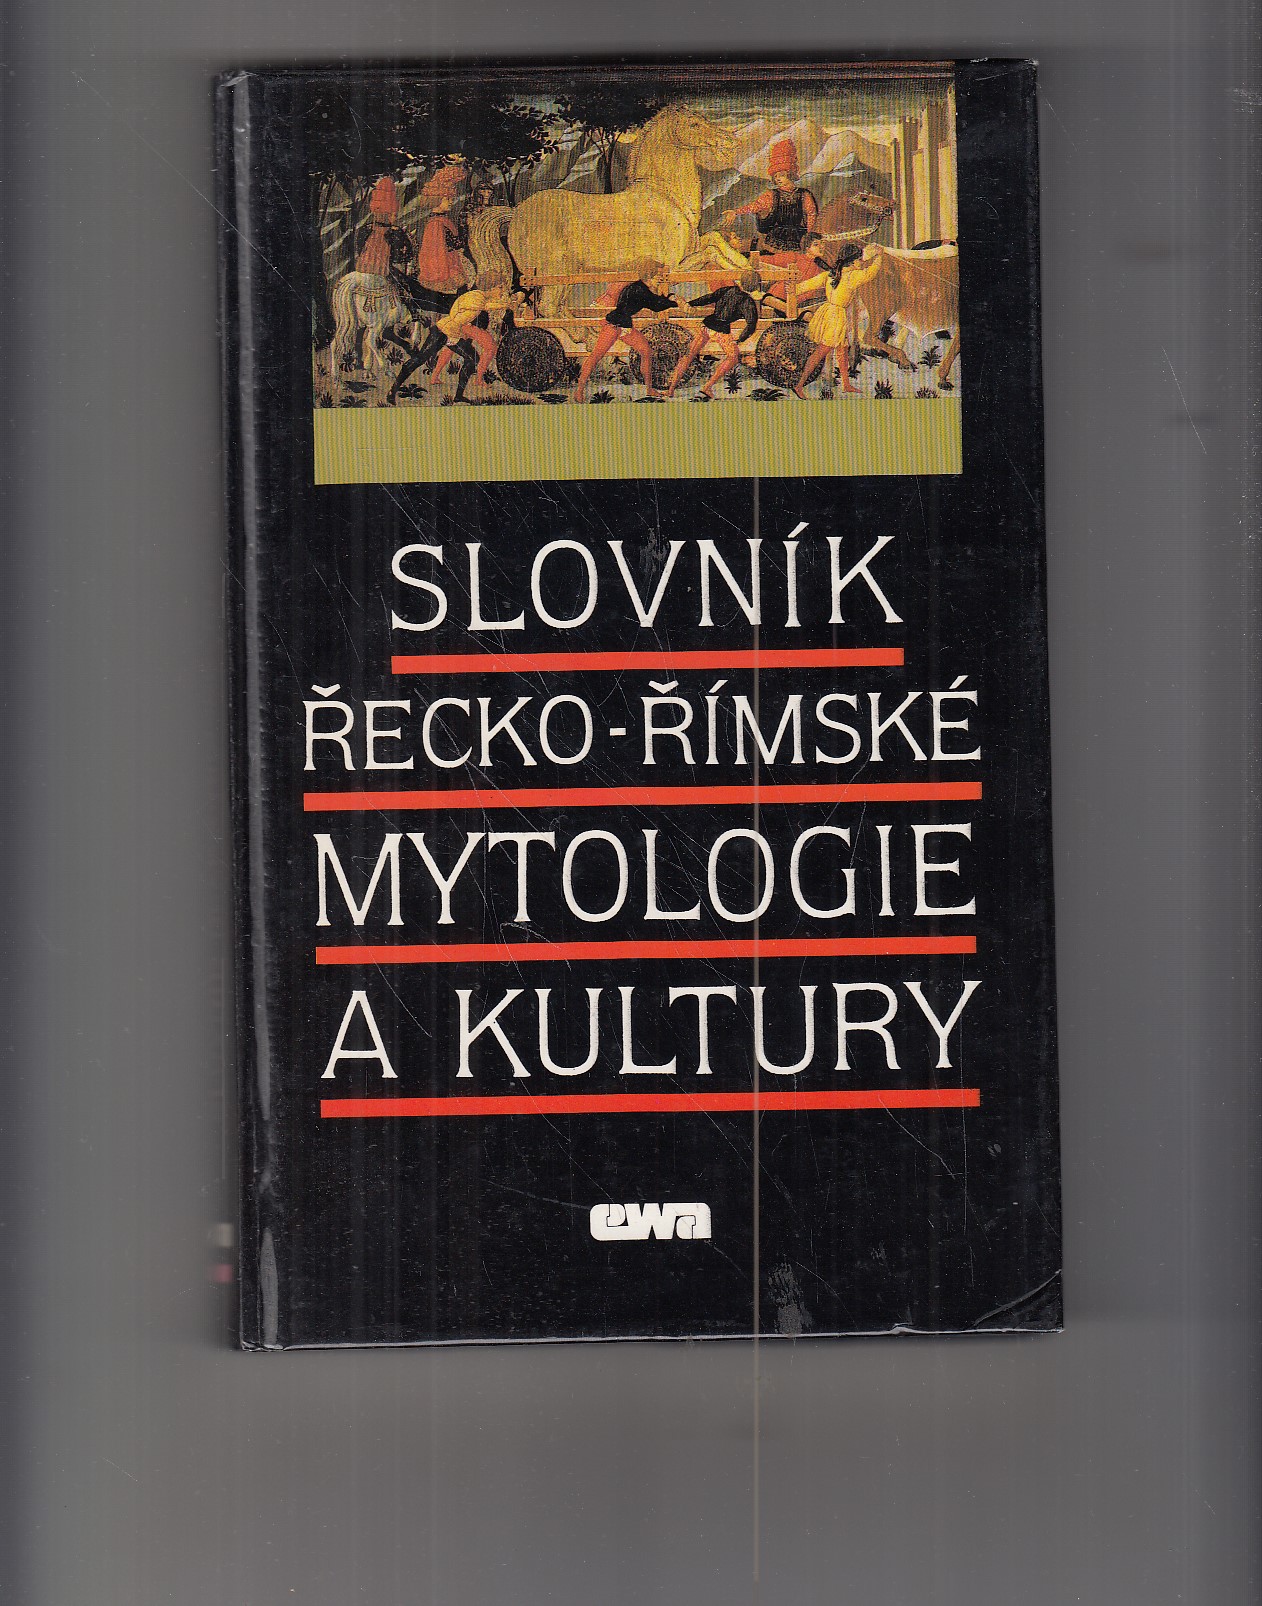 SLOVNÍK
ŘECKO-ŘÍMSKÉ
MYTOLOGIE
A KULTURY
ewa